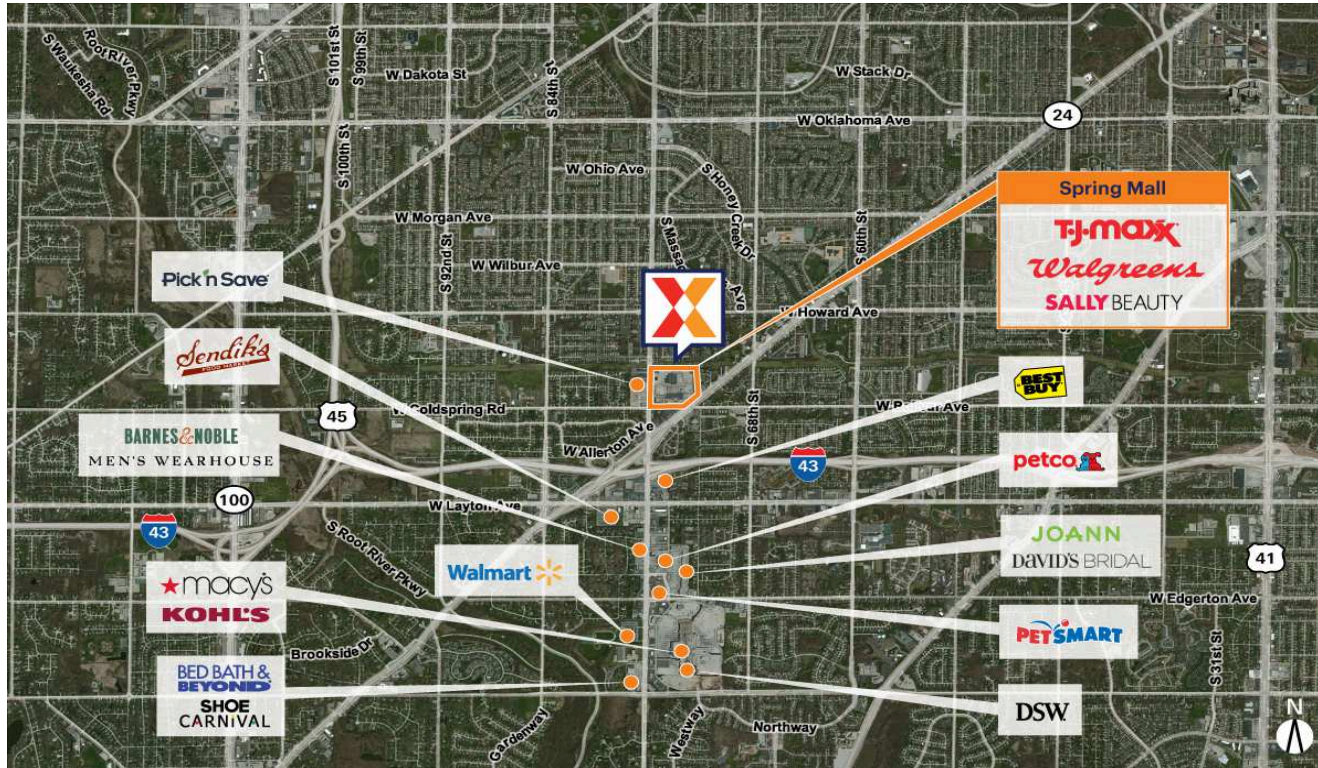 S Waukesha Rd
Root River Pkwy
S 101st St
S 99th St
S 100th St
W Dakota St
S 84th St
W Stack Dr
W Oklahoma Ave
24
W Ohio Ave
S Honey Creek Dr
W Morgan Ave
S 92nd St
W Wilbur Ave
Ave
S 60th St
W Howard Ave
Spring Mall
T·J·maxx
Walgreens
SALLY BEAUTY
Pick 'n Save
Sendik's
FOOD MARKET
W Coldspring Rd
45
W Allerton Ave
S 68th St
Ave
BEST
BUY
BARNES & NOBLE
MEN'S WEARHOUSE
43
petco
100
W Layton Ave
43
S Root River Pkwy
JOANN
DAVID'S BRIDAL
41
Walmart
macy's
KOHL'S
W Edgerton Ave
PETSMART
Brookside Dr
S 31st St
BED BATH &
BEYOND
SHOE
CARNIVAL
Gardenway
Westway
Northway
DSW
N